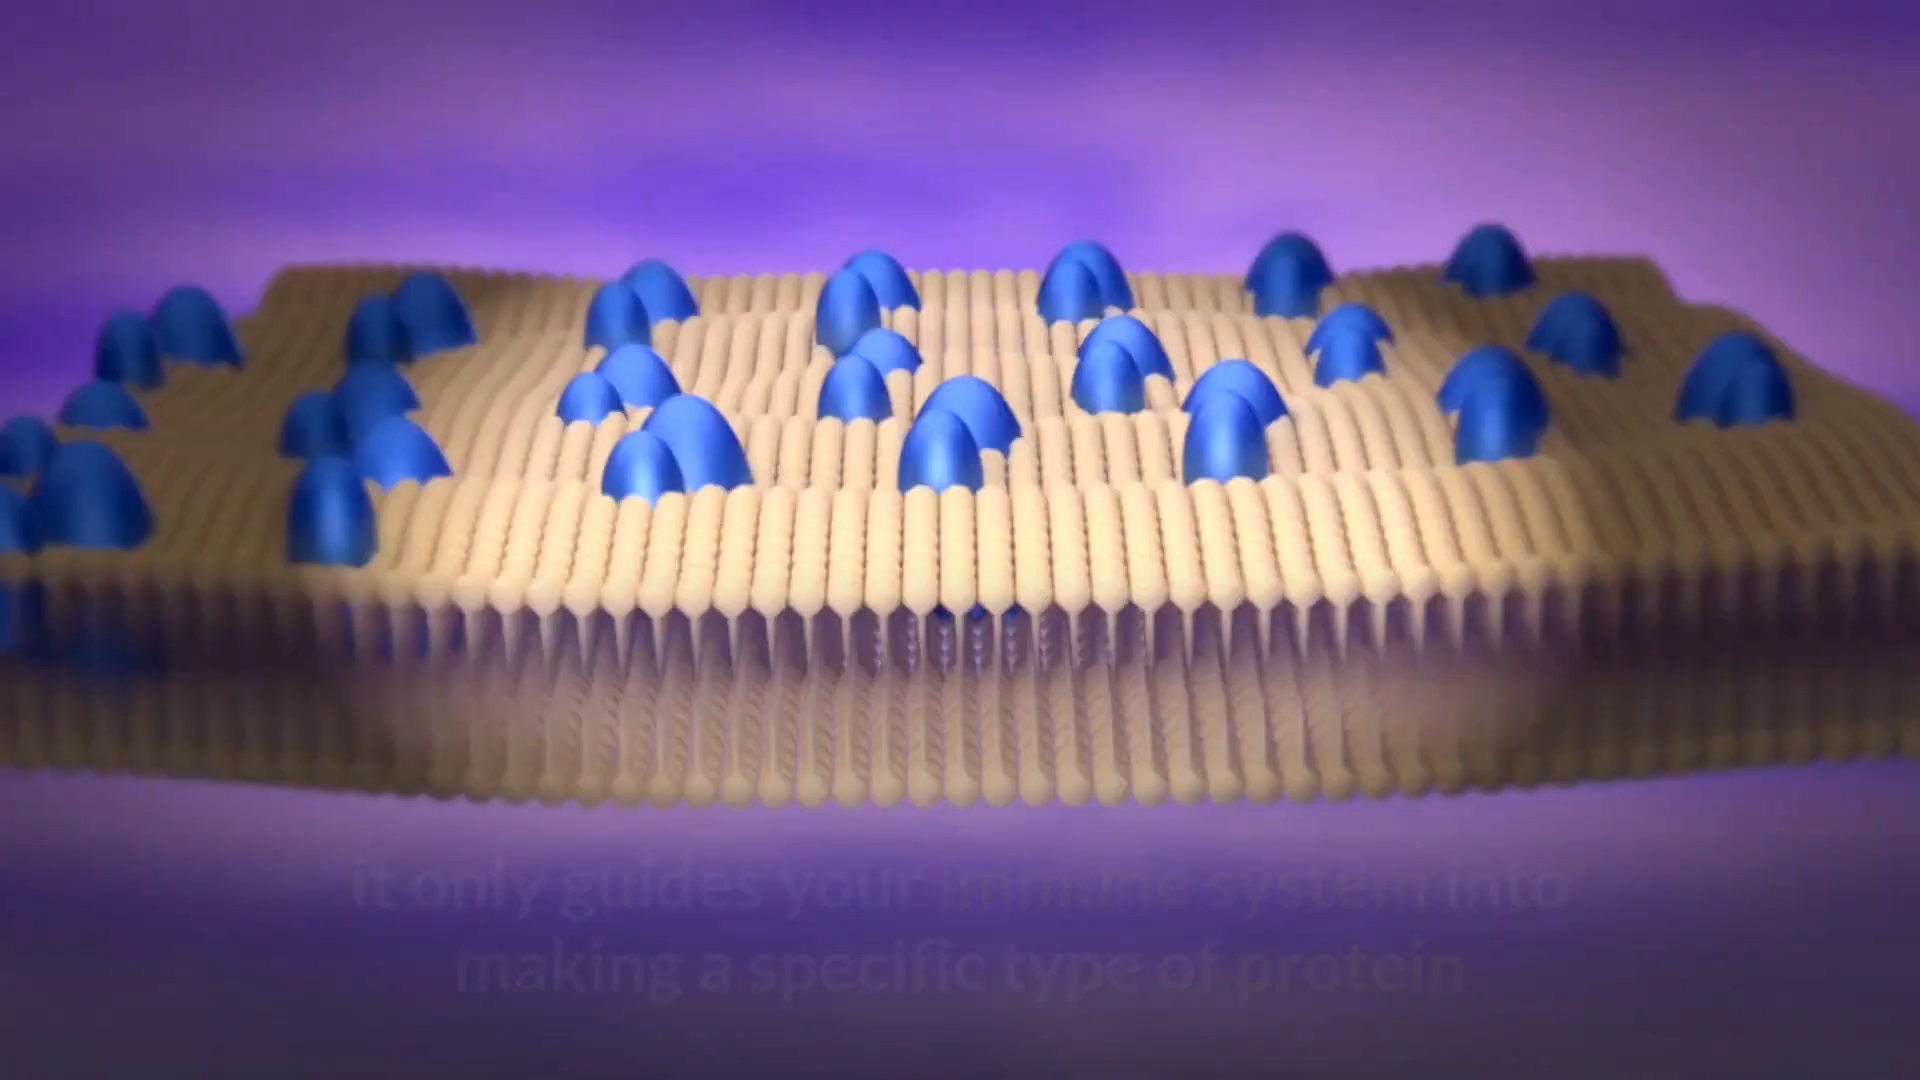 it only guides your immune system into
making a specific type of protein